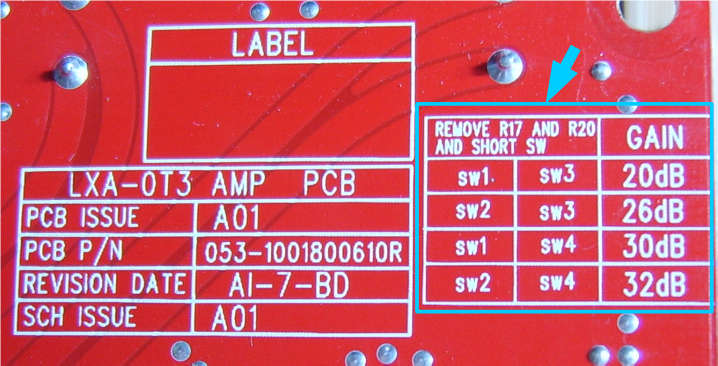 LABEL
LXA-OT3 AMP PCB
PCB ISSUE A01
PCB P/N 053-1001800610R
REVISION DATE AI-7-BD
SCH ISSUE A01
REMOVE R17 AND R20
AND SHORT SW
GAIN
sw1 sw3 20dB
sw2 sw3 26dB
sw1 sw4 30dB
sw2 sw4 32dB